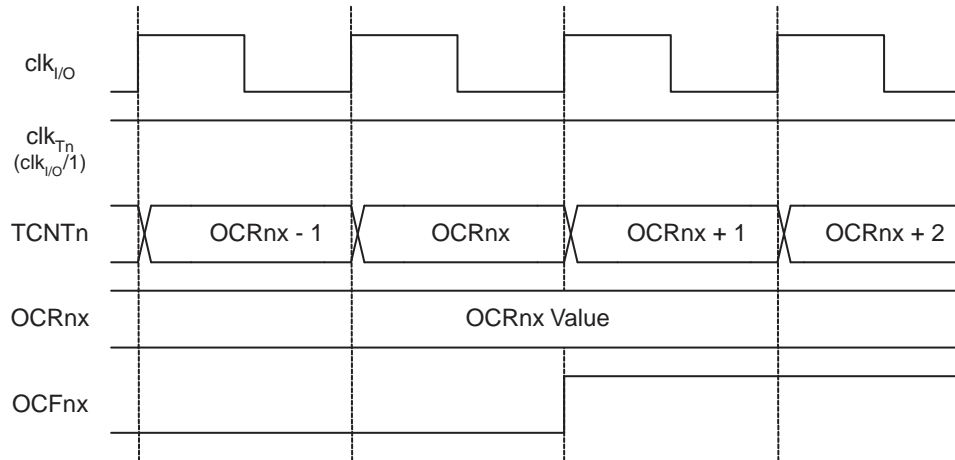 clkI/O
clkTn
(clkI/O/1)
TCNTn
OCRnx - 1
OCRnx
OCRnx + 1
OCRnx + 2
OCRnx
OCRnx Value
OCFnx